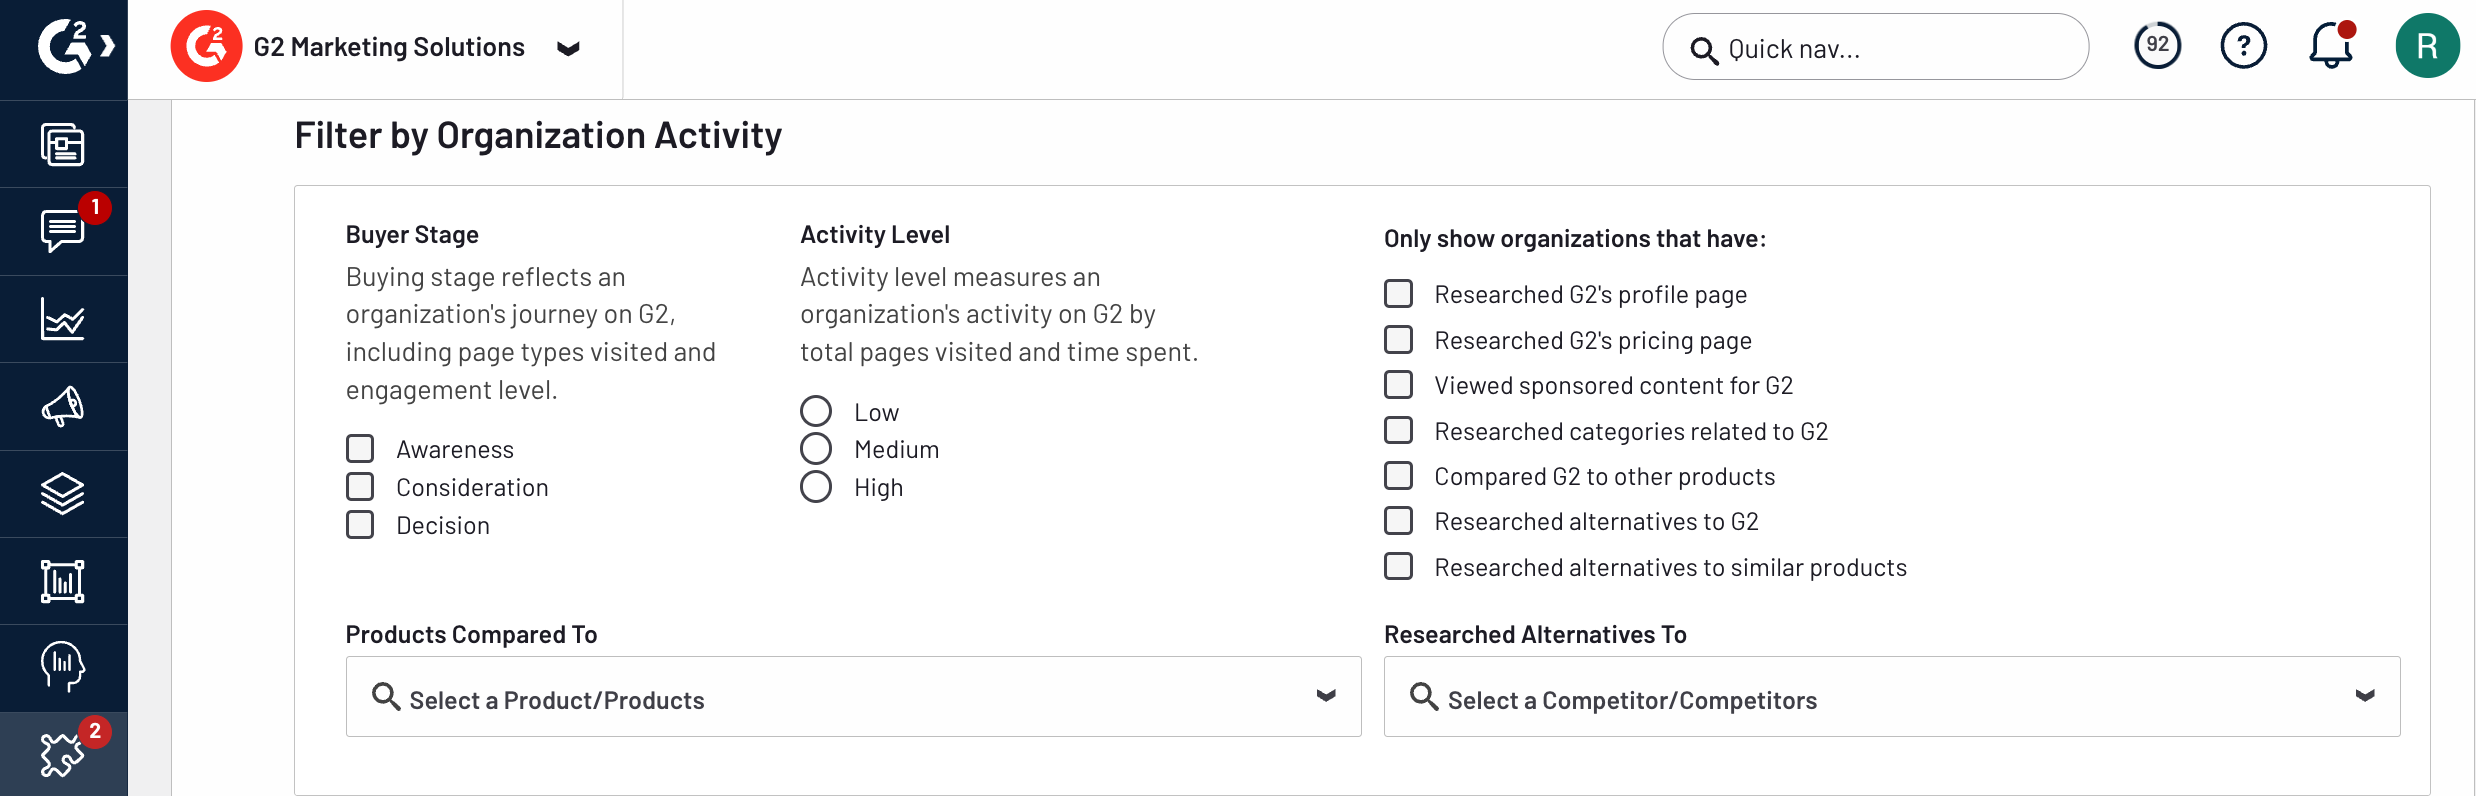 G2
G2 Marketing Solutions
Quick nav...
92
?
R
Filter by Organization Activity
1
Buyer Stage
Buying stage reflects an
organization's journey on G2,
including page types visited and
engagement level.
Awareness
Consideration
Decision
Activity Level
Activity level measures an
organization's activity on G2 by
total pages visited and time spent.
Low
Medium
High
Only show organizations that have:
Researched G2's profile page
Researched G2's pricing page
Viewed sponsored content for G2
Researched categories related to G2
Compared G2 to other products
Researched alternatives to G2
Researched alternatives to similar products
Products Compared To
Select a Product/Products
Researched Alternatives To
Select a Competitor/Competitors
2